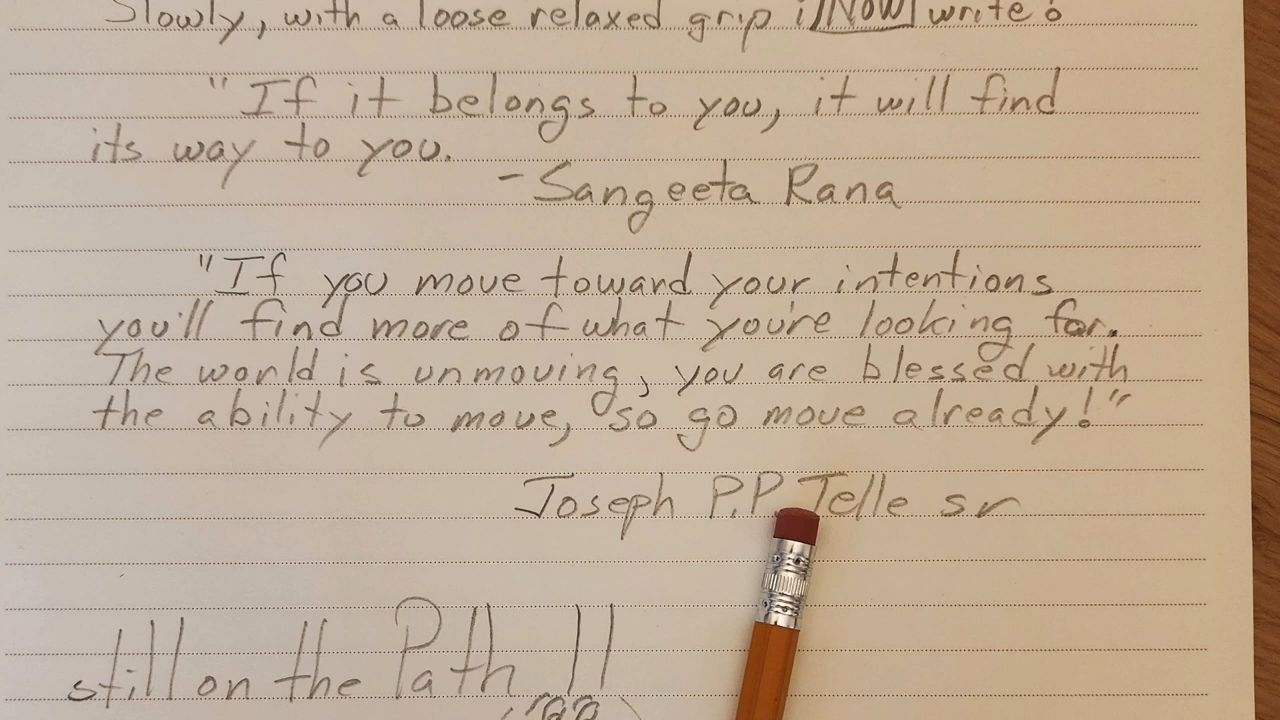 Slowly, with a loose relaxed grip ¡¡NOW write:
"If it belongs to you, it will find
its way to you.
- Sangeeta Rana
"If you move toward your intentions
you'll find more of what you're looking for.
The world is unmoving, you are blessed with
the ability to move, so go move already!"
Joseph P.P. Telle sr
still on the Path !!